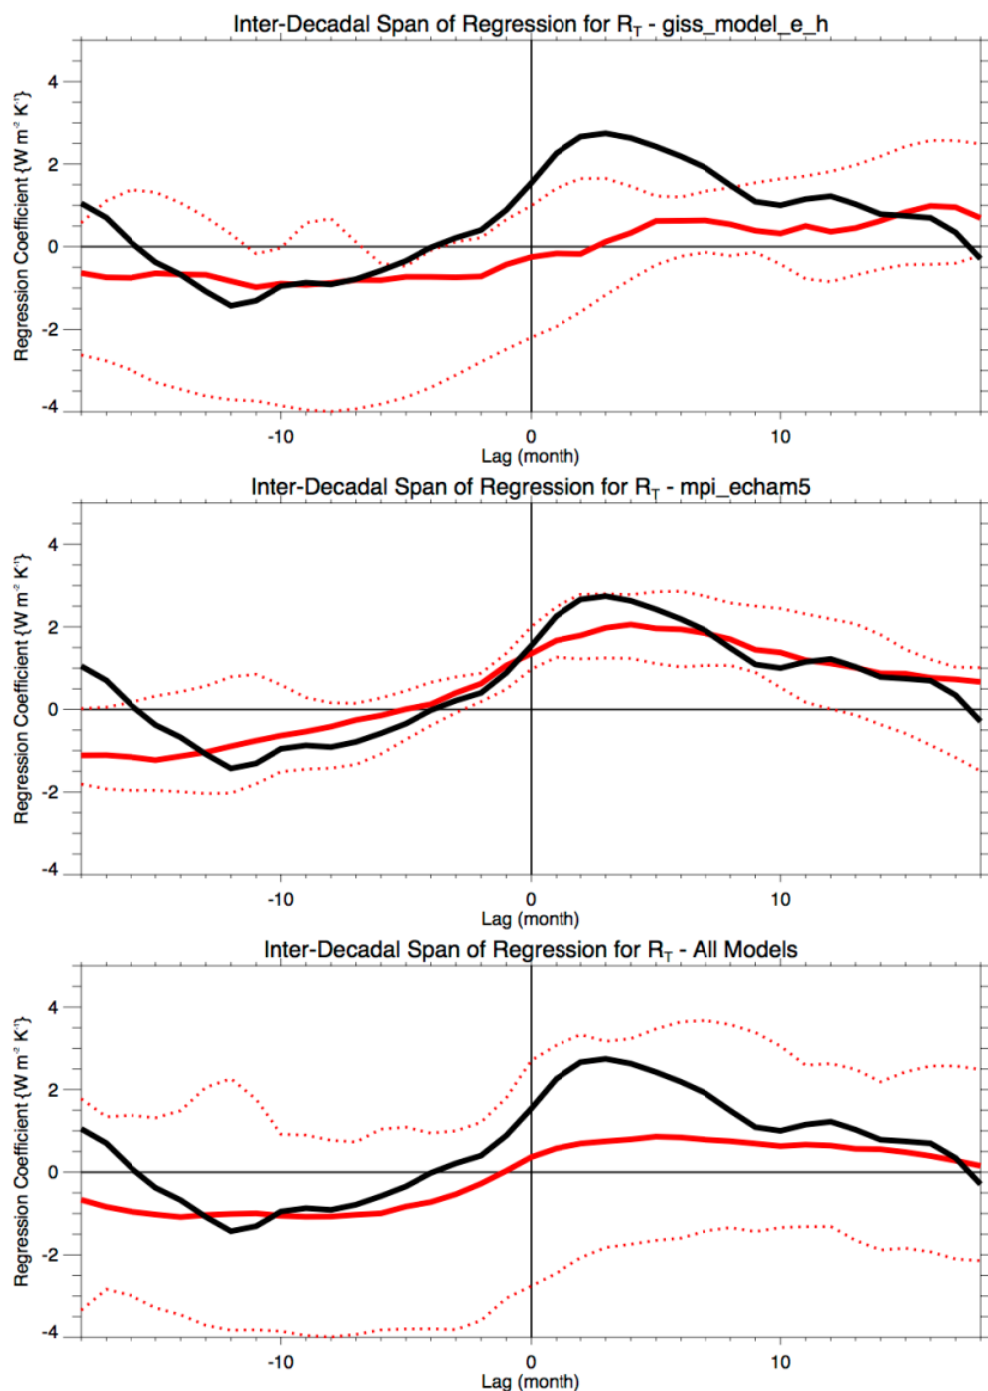 Inter-Decadal Span of Regression for R_T - giss_model_e_h
Regression Coefficient {W m⁻² K⁻¹}
4
2
0
-2
-4
-10 0 10
Lag (month)
Inter-Decadal Span of Regression for R_T - mpi_echam5
Regression Coefficient {W m⁻² K⁻¹}
4
2
0
-2
-4
-10 0 10
Lag (month)
Inter-Decadal Span of Regression for R_T - All Models
Regression Coefficient {W m⁻² K⁻¹}
4
2
0
-2
-4
-10 0 10
Lag (month)